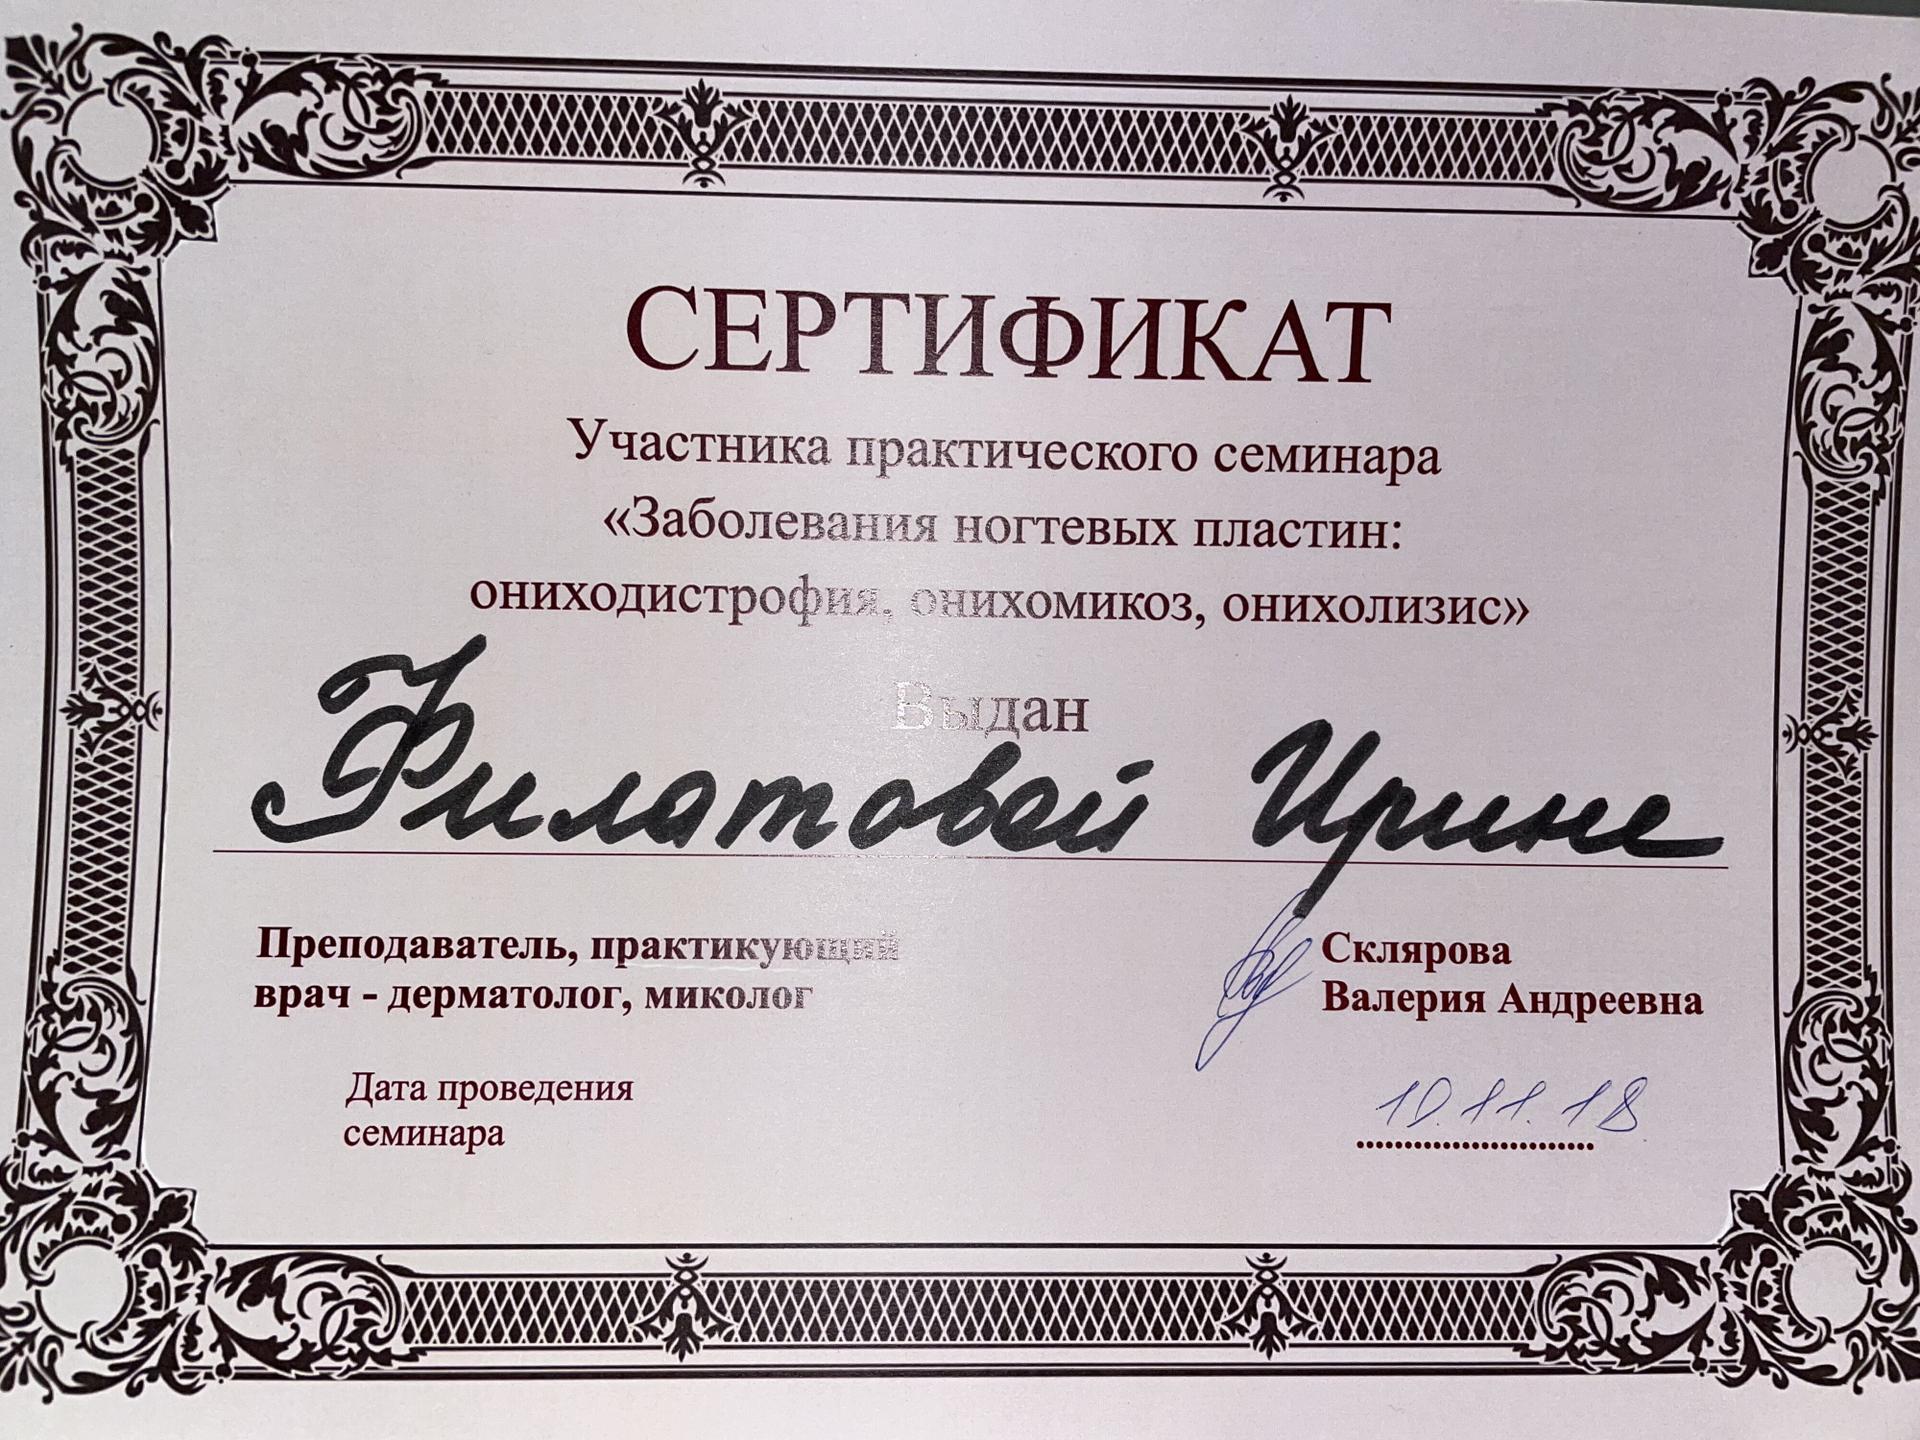 СЕРТИФИКАТ
Участника практического семинара
«Заболевания ногтевых пластин:
ониходистрофия, онихомикоз, онихолизис»
Выдан
Филатовой Ирине
Преподаватель, практикующий
врач - дерматолог, миколог
Склярова
Валерия Андреевна
Дата проведения
семинара
10.11.18